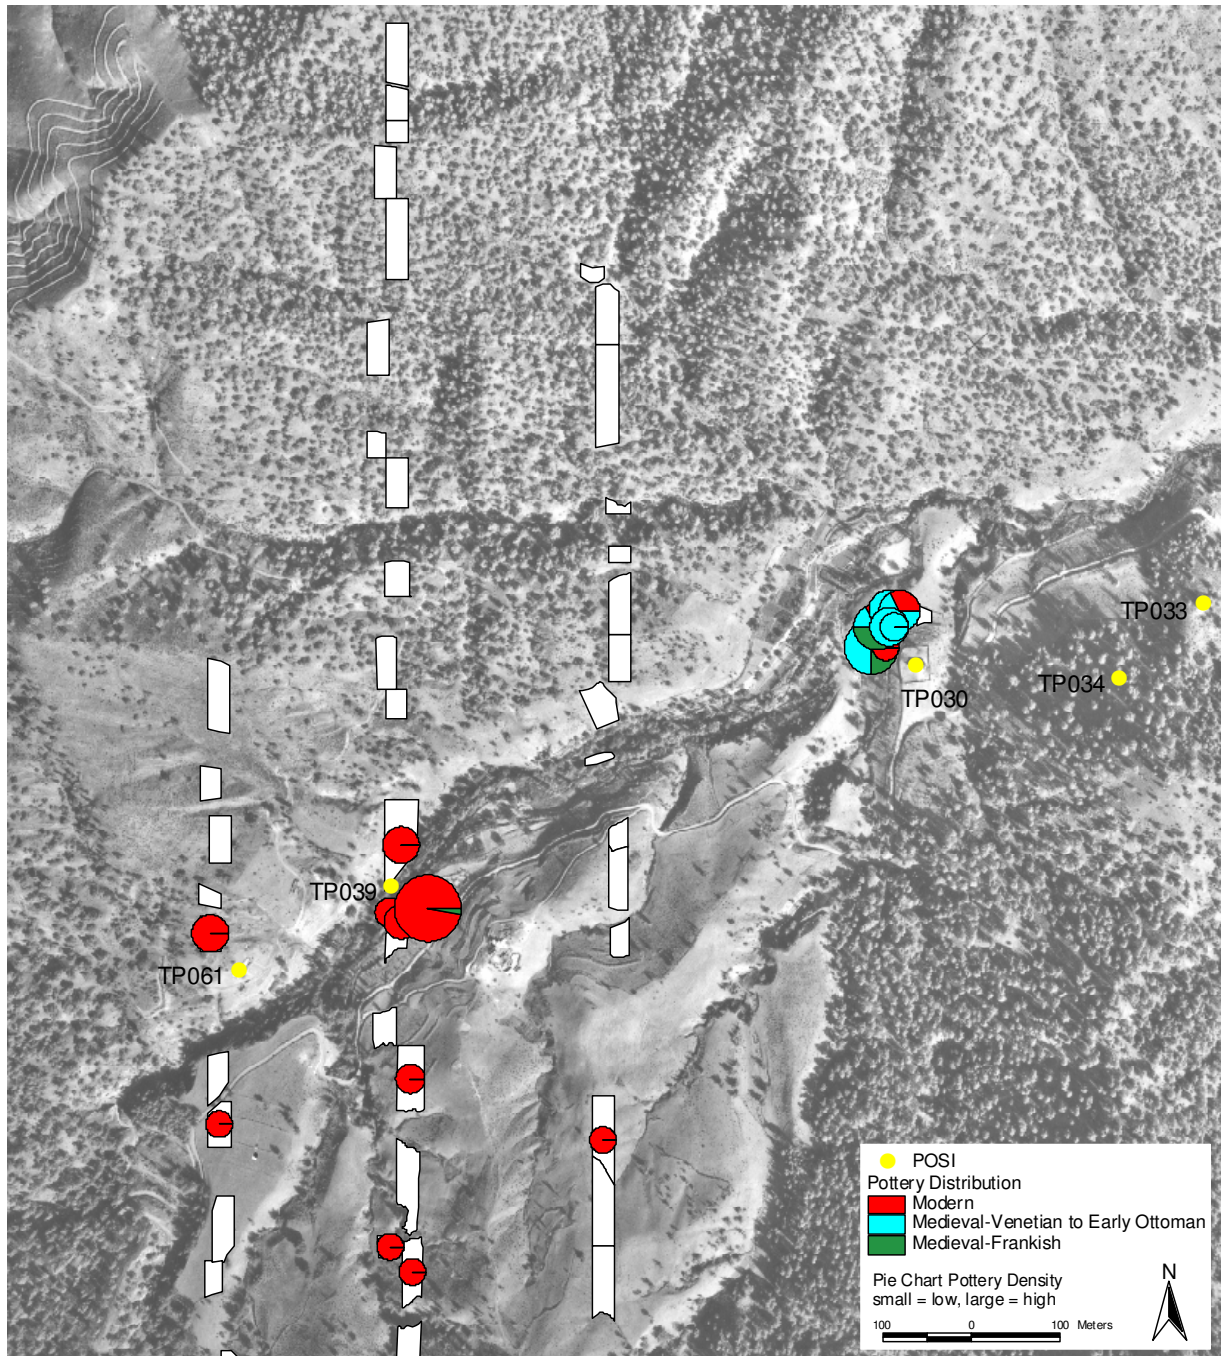 TP033
TP034
TP030
TP039
TP061
POSI
Pottery Distribution
Modern
Medieval-Venetian to Early Ottoman
Medieval-Frankish
Pie Chart Pottery Density
small = low, large = high
N
100 0 100 Meters